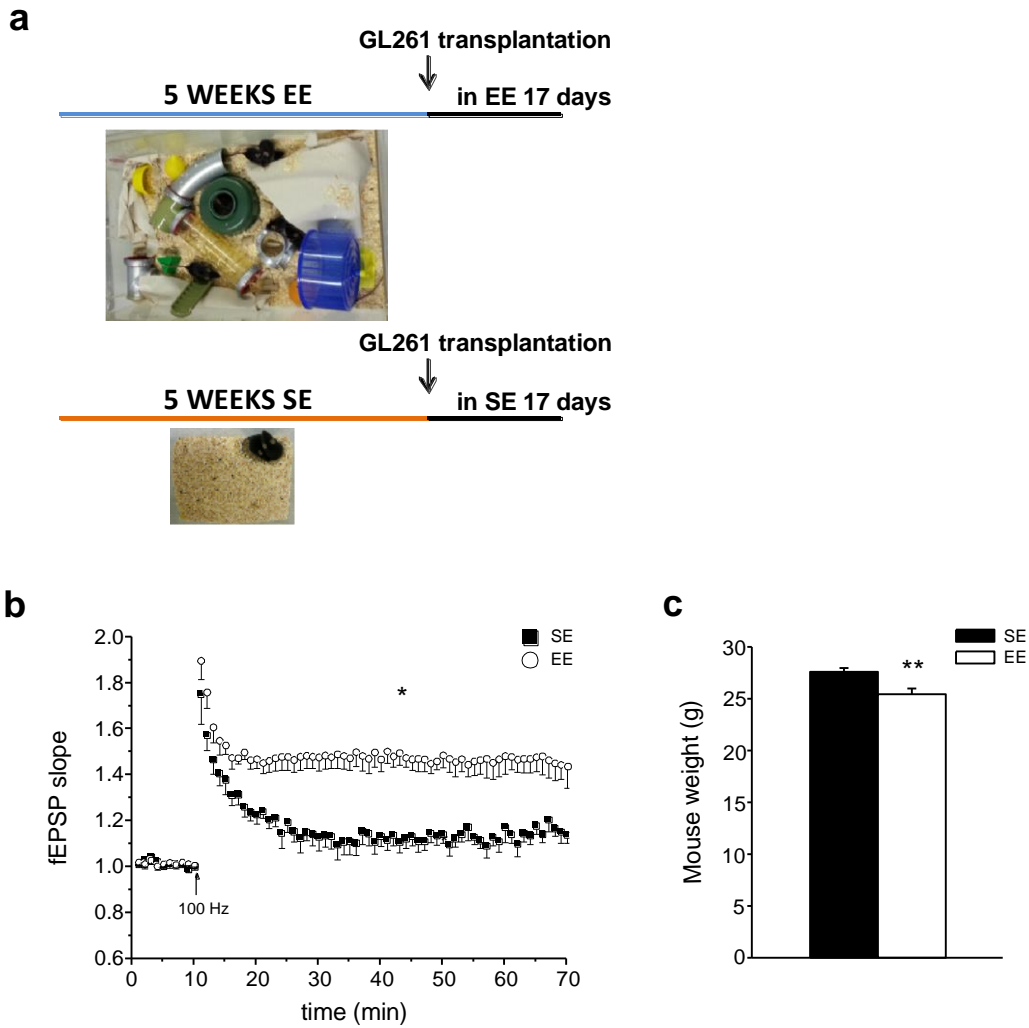 a
GL261 transplantation
5 WEEKS EE
in EE 17 days
GL261 transplantation
5 WEEKS SE
in SE 17 days
b
2.0
1.8
1.6
1.4
1.2
1.0
0.8
0.6
fEPSP slope
SE
EE
*
100 Hz
0 10 20 30 40 50 60 70
time (min)
c
30
25
20
15
10
5
0
Mouse weight (g)
SE
EE
**